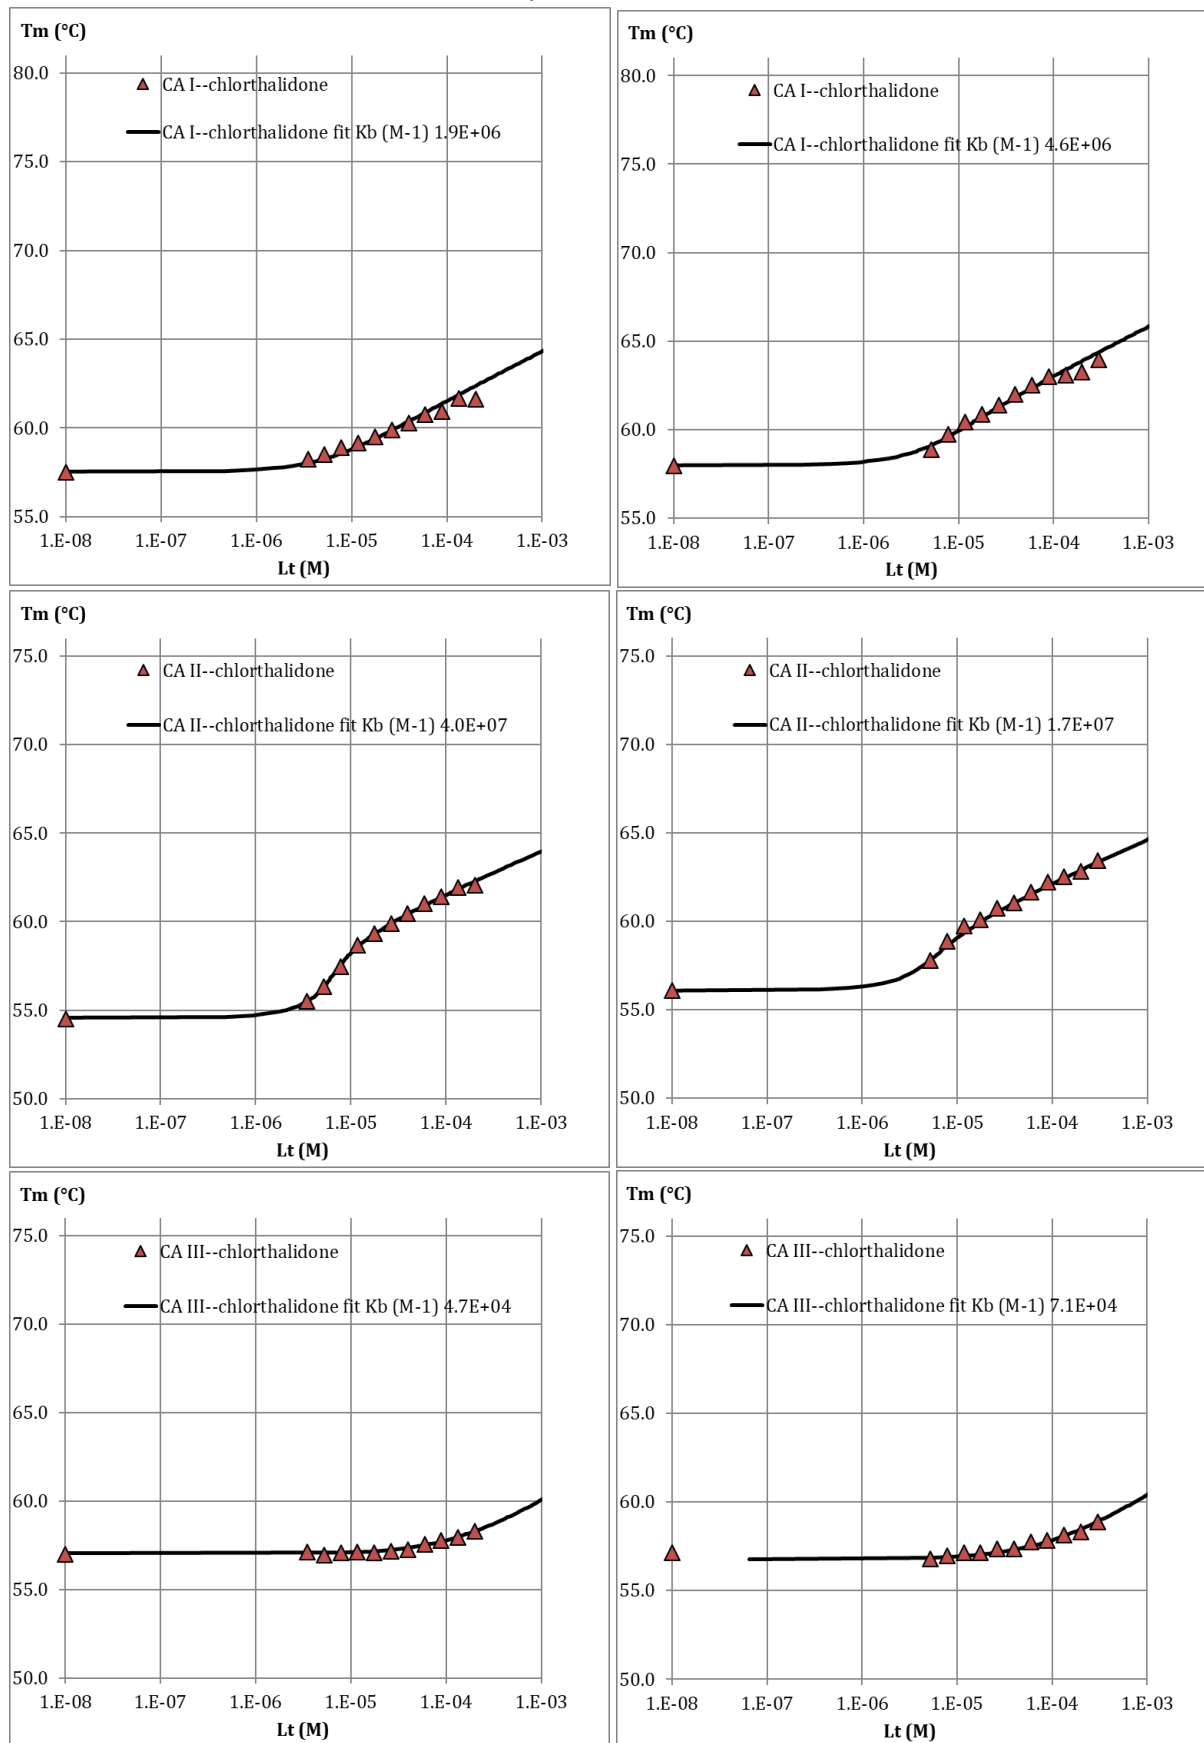 Tm (°C)
80.0
75.0
70.0
65.0
60.0
55.0
CA I--chlorthalidone
CA I--chlorthalidone fit Kb (M-1) 1.9E+06
1.E-08 1.E-07 1.E-06 1.E-05 1.E-04 1.E-03
Lt (M)
Tm (°C)
80.0
75.0
70.0
65.0
60.0
55.0
CA I--chlorthalidone
CA I--chlorthalidone fit Kb (M-1) 4.6E+06
1.E-08 1.E-07 1.E-06 1.E-05 1.E-04 1.E-03
Lt (M)
Tm (°C)
75.0
70.0
65.0
60.0
55.0
50.0
CA II--chlorthalidone
CA II--chlorthalidone fit Kb (M-1) 4.0E+07
1.E-08 1.E-07 1.E-06 1.E-05 1.E-04 1.E-03
Lt (M)
Tm (°C)
75.0
70.0
65.0
60.0
55.0
50.0
CA II--chlorthalidone
CA II--chlorthalidone fit Kb (M-1) 1.7E+07
1.E-08 1.E-07 1.E-06 1.E-05 1.E-04 1.E-03
Lt (M)
Tm (°C)
75.0
70.0
65.0
60.0
55.0
50.0
CA III--chlorthalidone
CA III--chlorthalidone fit Kb (M-1) 4.7E+04
1.E-08 1.E-07 1.E-06 1.E-05 1.E-04 1.E-03
Lt (M)
Tm (°C)
75.0
70.0
65.0
60.0
55.0
50.0
CA III--chlorthalidone
CA III--chlorthalidone fit Kb (M-1) 7.1E+04
1.E-08 1.E-07 1.E-06 1.E-05 1.E-04 1.E-03
Lt (M)